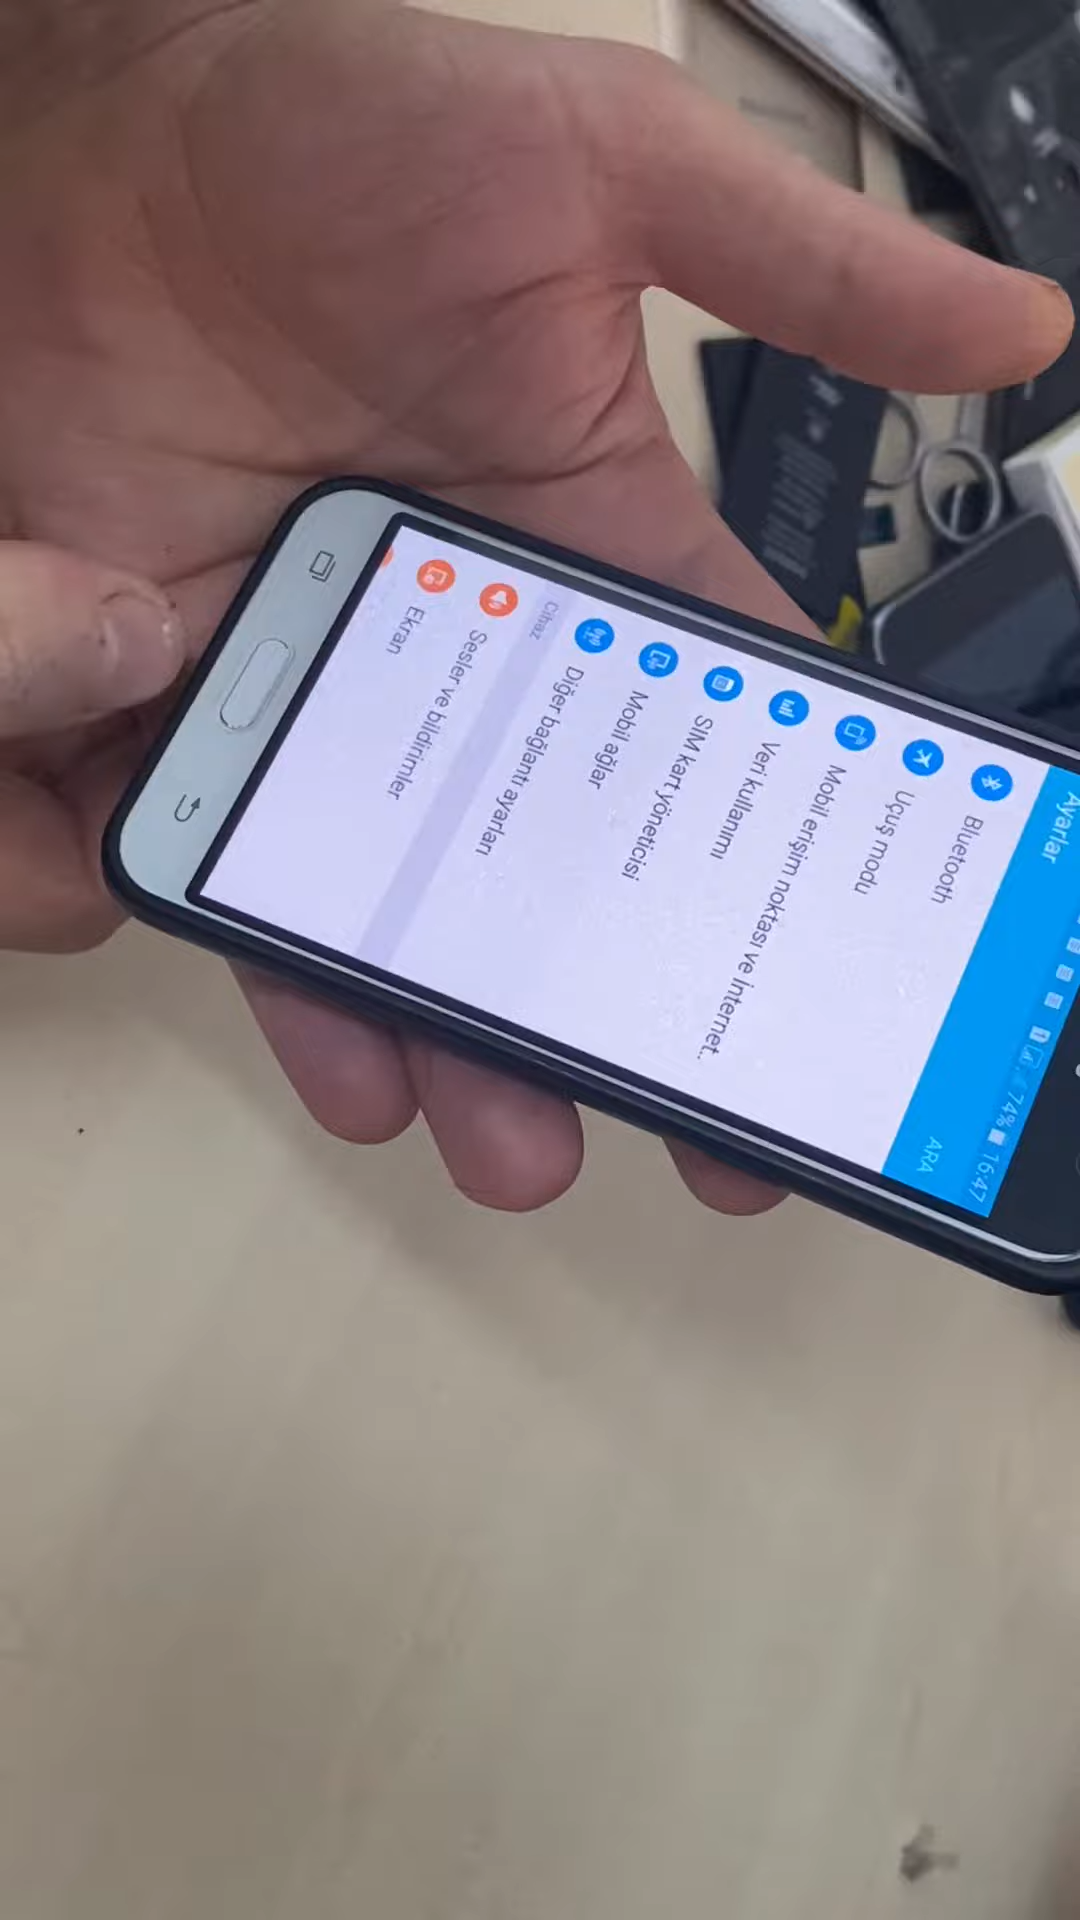 74% 16:47
Ayarlar
ARA
Bluetooth
Uçuş modu
Mobil erişim noktası ve internet...
Veri kullanımı
SIM kart yöneticisi
Mobil ağlar
Diğer bağlantı ayarları
Cihaz
Sesler ve bildirimler
Ekran